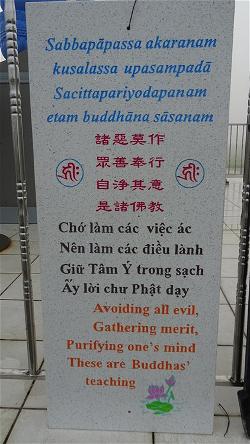 Sabbapāpassa akaranam
kusalassa upasampadā
Sacittapariyodapanam
etam buddhāna sāsanam
諸惡莫作
眾善奉行
自浄其意
是諸佛教
Chớ làm các việc ác
Nên làm các điều lành
Giữ Tâm Ý trong sạch
Ấy lời chư Phật dạy
Avoiding all evil,
Gathering merit,
Purifying one's mind
These are Buddhas'
teaching